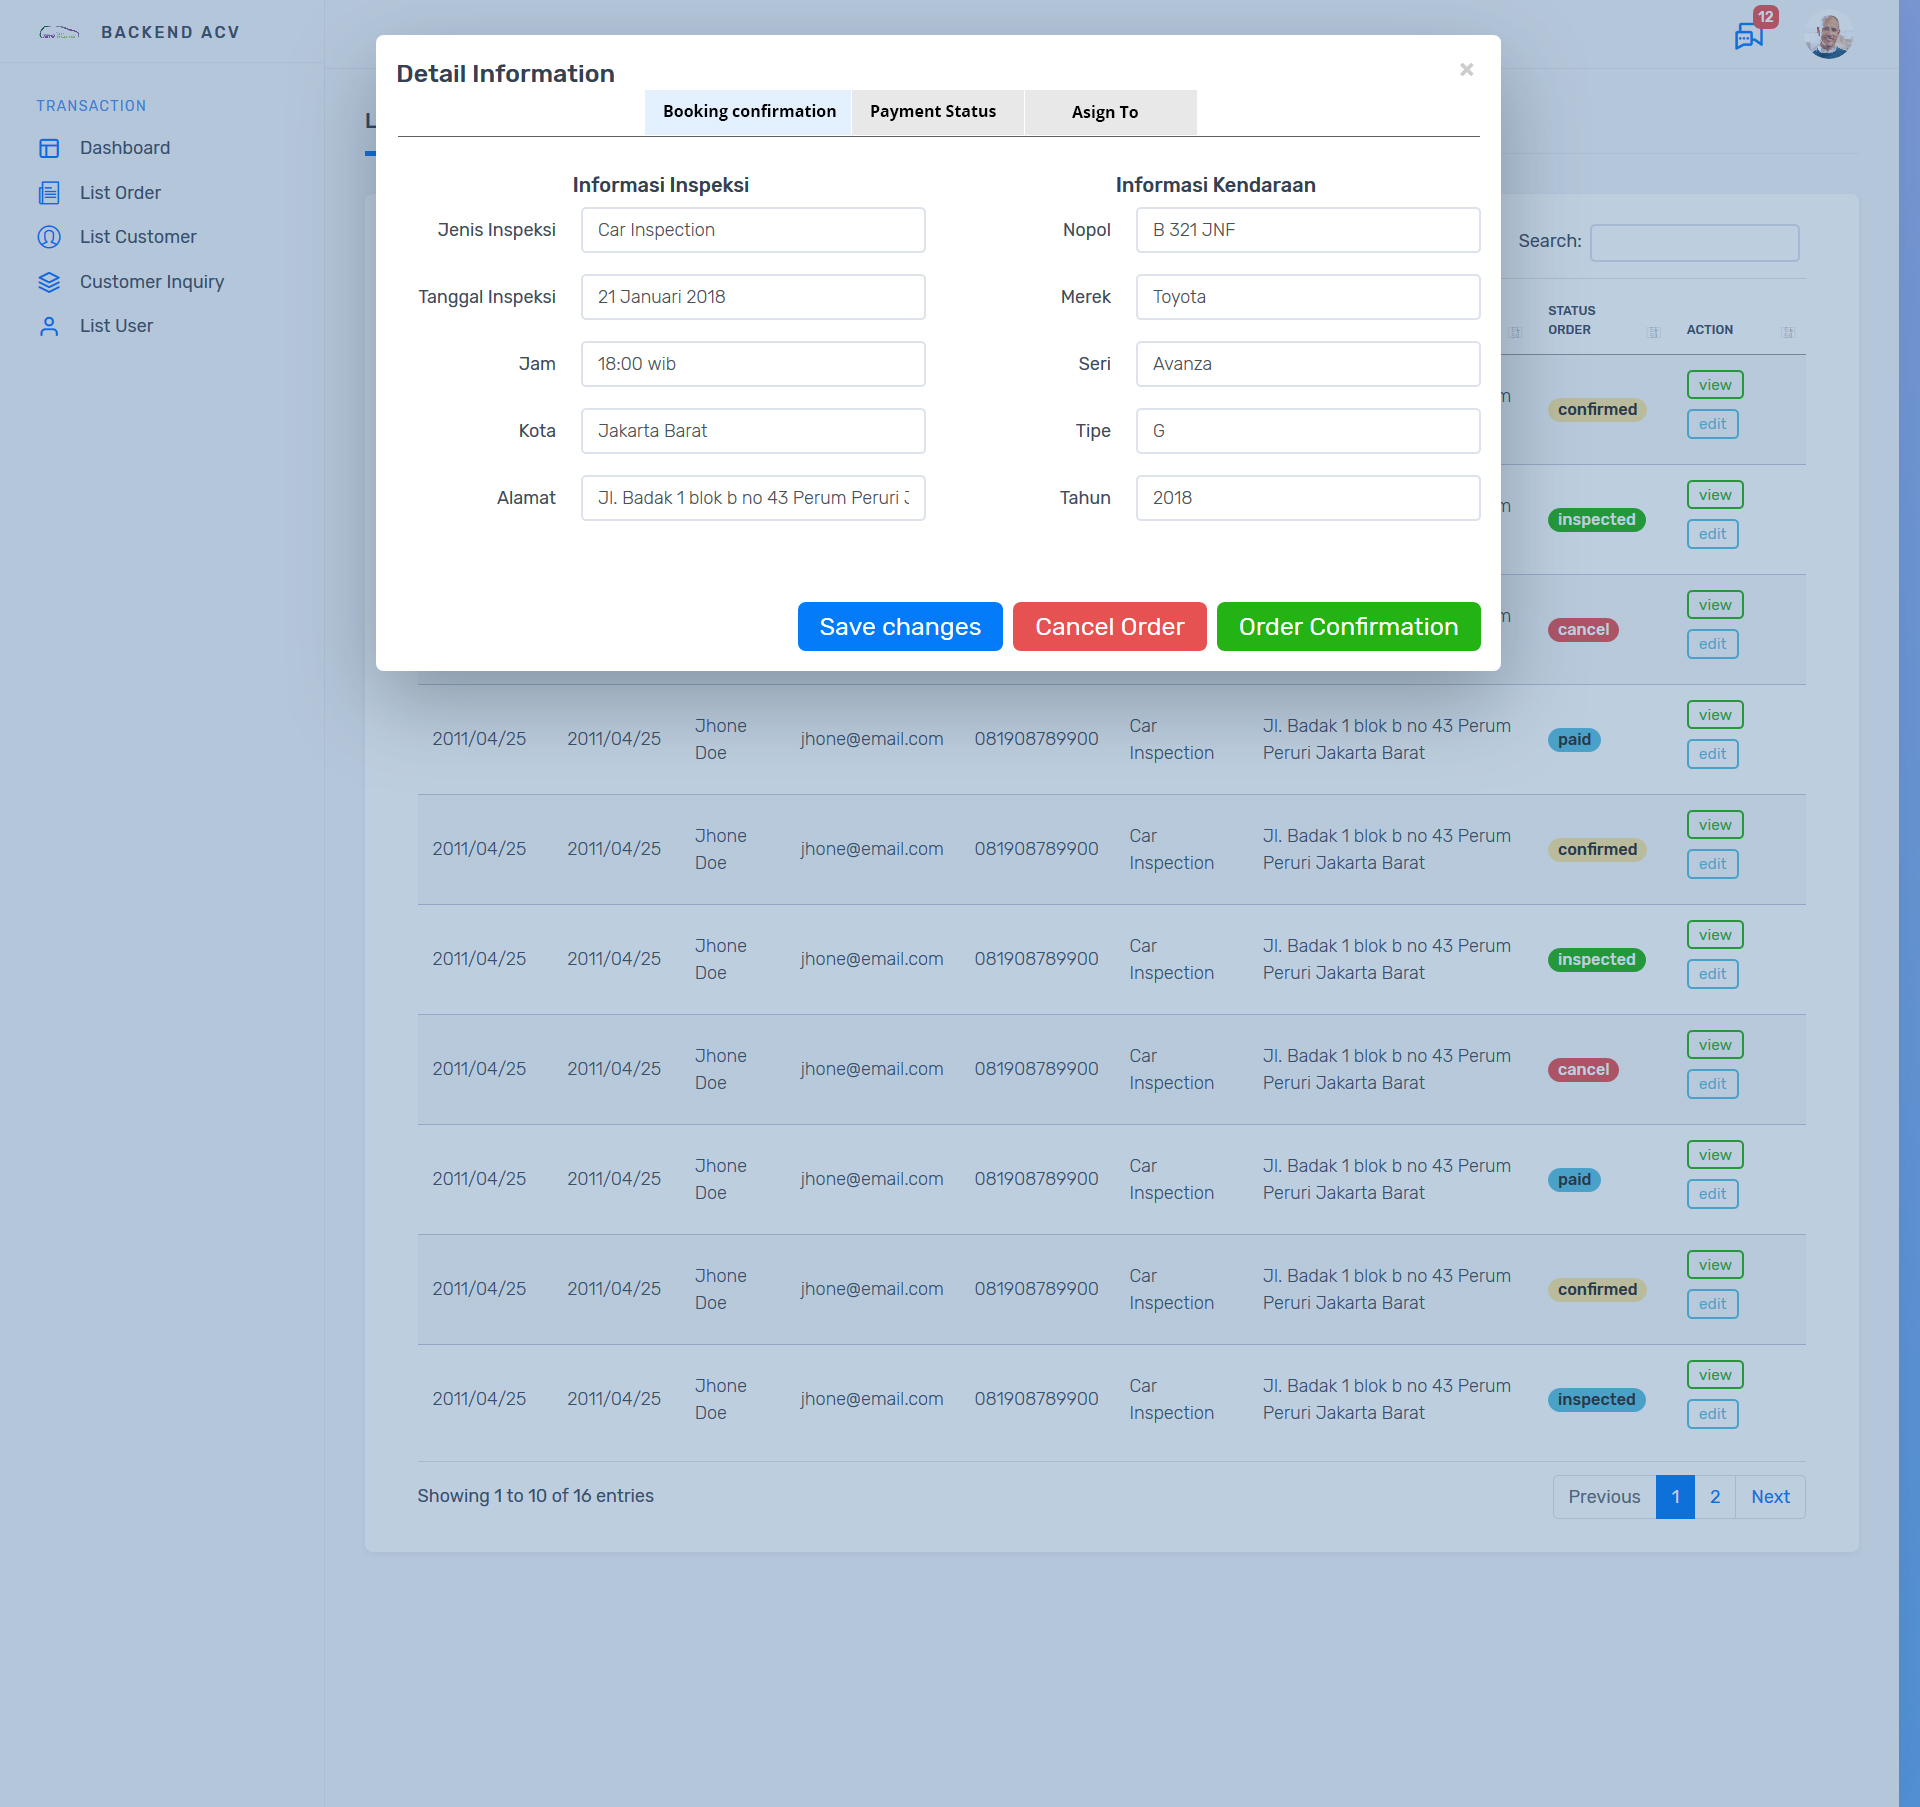 BACKEND ACV
12
TRANSACTION
Dashboard
List Order
List Customer
Customer Inquiry
List User
Detail Information
×
Booking confirmation
Payment Status
Asign To
Informasi Inspeksi
Jenis Inspeksi
Car Inspection
Tanggal Inspeksi
21 Januari 2018
Jam
18:00 wib
Kota
Jakarta Barat
Alamat
Jl. Badak 1 blok b no 43 Perum Peruri
Informasi Kendaraan
Nopol
B 321 JNF
Merek
Toyota
Seri
Avanza
Tipe
G
Tahun
2018
Save changes
Cancel Order
Order Confirmation
Search:
STATUS
ORDER
ACTION
confirmed
view
edit
inspected
view
edit
cancel
view
edit
2011/04/25 2011/04/25 Jhone Doe jhone@email.com 081908789900 Car Inspection Jl. Badak 1 blok b no 43 Perum Peruri Jakarta Barat paid view edit
2011/04/25 2011/04/25 Jhone Doe jhone@email.com 081908789900 Car Inspection Jl. Badak 1 blok b no 43 Perum Peruri Jakarta Barat confirmed view edit
2011/04/25 2011/04/25 Jhone Doe jhone@email.com 081908789900 Car Inspection Jl. Badak 1 blok b no 43 Perum Peruri Jakarta Barat inspected view edit
2011/04/25 2011/04/25 Jhone Doe jhone@email.com 081908789900 Car Inspection Jl. Badak 1 blok b no 43 Perum Peruri Jakarta Barat cancel view edit
2011/04/25 2011/04/25 Jhone Doe jhone@email.com 081908789900 Car Inspection Jl. Badak 1 blok b no 43 Perum Peruri Jakarta Barat paid view edit
2011/04/25 2011/04/25 Jhone Doe jhone@email.com 081908789900 Car Inspection Jl. Badak 1 blok b no 43 Perum Peruri Jakarta Barat confirmed view edit
2011/04/25 2011/04/25 Jhone Doe jhone@email.com 081908789900 Car Inspection Jl. Badak 1 blok b no 43 Perum Peruri Jakarta Barat inspected view edit
Showing 1 to 10 of 16 entries
Previous 1 2 Next